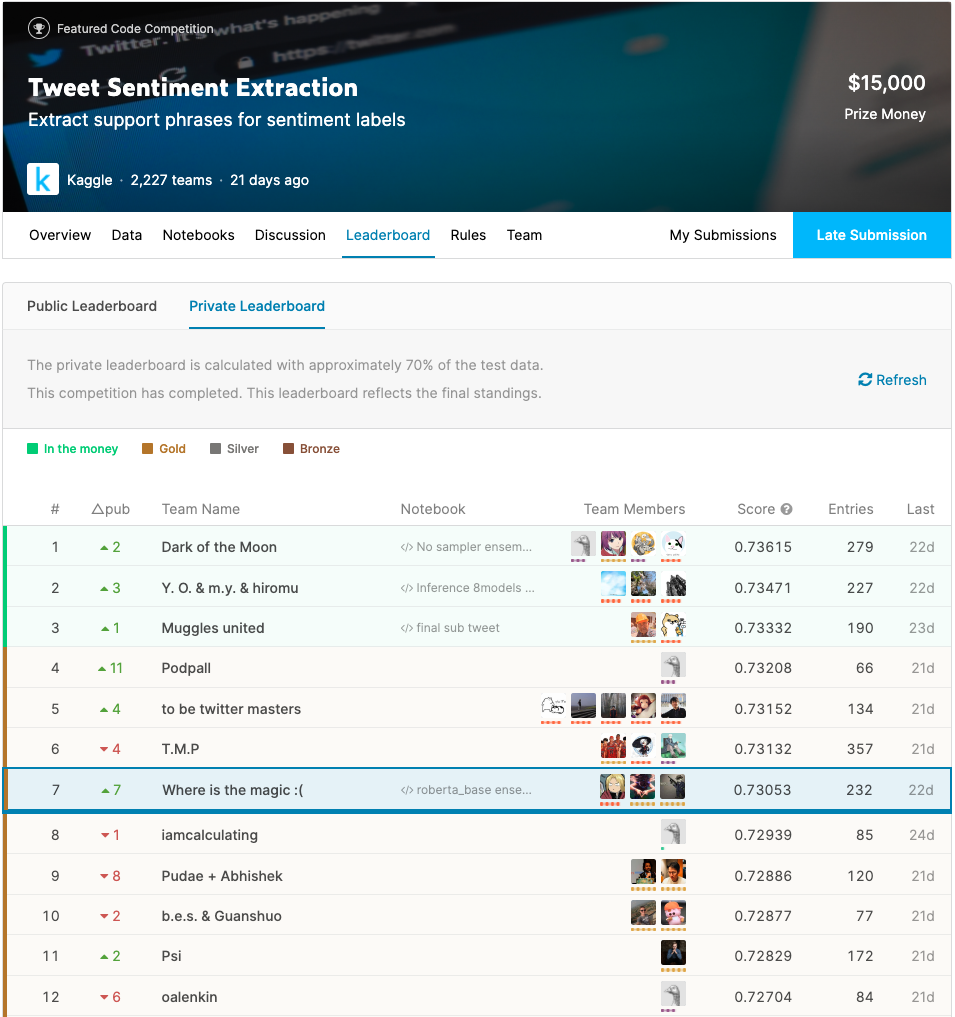 Featured Code Competition
Twitter. It's what's happening
https://twitter.com
Tweet Sentiment Extraction
$15,000
Extract support phrases for sentiment labels
Prize Money
k
Kaggle · 2,227 teams · 21 days ago
Overview Data Notebooks Discussion Leaderboard Rules Team My Submissions Late Submission
Public Leaderboard Private Leaderboard
The private leaderboard is calculated with approximately 70% of the test data.
This competition has completed. This leaderboard reflects the final standings.
Refresh
In the money Gold Silver Bronze
# △pub Team Name Notebook Team Members Score ? Entries Last
1 2 Dark of the Moon </> No sampler ensem... 0.73615 279 22d
2 3 Y. O. & m.y. & hiromu </> Inference 8models ... 0.73471 227 22d
3 1 Muggles united </> final sub tweet 0.73332 190 23d
4 11 Podpall 0.73208 66 21d
5 4 to be twitter masters 0.73152 134 21d
6 4 T.M.P 0.73132 357 21d
7 7 Where is the magic :( </> roberta_base ense... 0.73053 232 22d
8 1 iamcalculating 0.72939 85 24d
9 8 Pudae + Abhishek 0.72886 120 21d
10 2 b.e.s. & Guanshuo 0.72877 77 21d
11 2 Psi 0.72829 172 21d
12 6 oalenkin 0.72704 84 21d